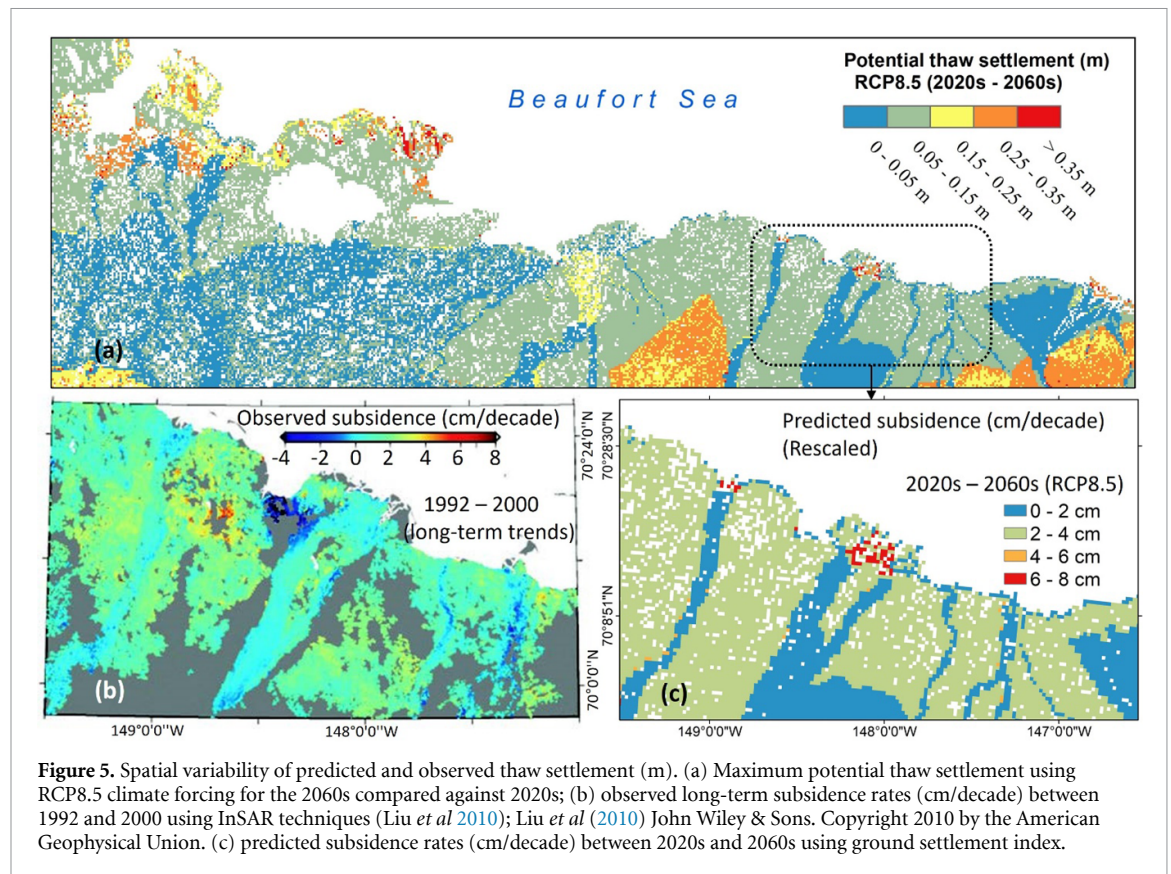 Potential thaw settlement (m)
RCP8.5 (2020s - 2060s)
Beaufort Sea
0 - 0.05 m
0.05 - 0.15 m
0.15 - 0.25 m
0.25 - 0.35 m
> 0.35 m
(a)
Observed subsidence (cm/decade)
-4 -2 0 2 4 6 8
1992 – 2000
(long-term trends)
(b)
149°0'0"W 148°0'0"W
70°24'0"N
70°0'0"N
Predicted subsidence (cm/decade)
(Rescaled)
2020s – 2060s (RCP8.5)
0 - 2 cm
2 - 4 cm
4 - 6 cm
6 - 8 cm
70°28'30"N
70°8'51"N
(c)
149°0'0"W 148°0'0"W 147°0'0"W
Figure 5. Spatial variability of predicted and observed thaw settlement (m). (a) Maximum potential thaw settlement using
RCP8.5 climate forcing for the 2060s compared against 2020s; (b) observed long-term subsidence rates (cm/decade) between
1992 and 2000 using InSAR techniques (Liu et al 2010); Liu et al (2010) John Wiley & Sons. Copyright 2010 by the American
Geophysical Union. (c) predicted subsidence rates (cm/decade) between 2020s and 2060s using ground settlement index.